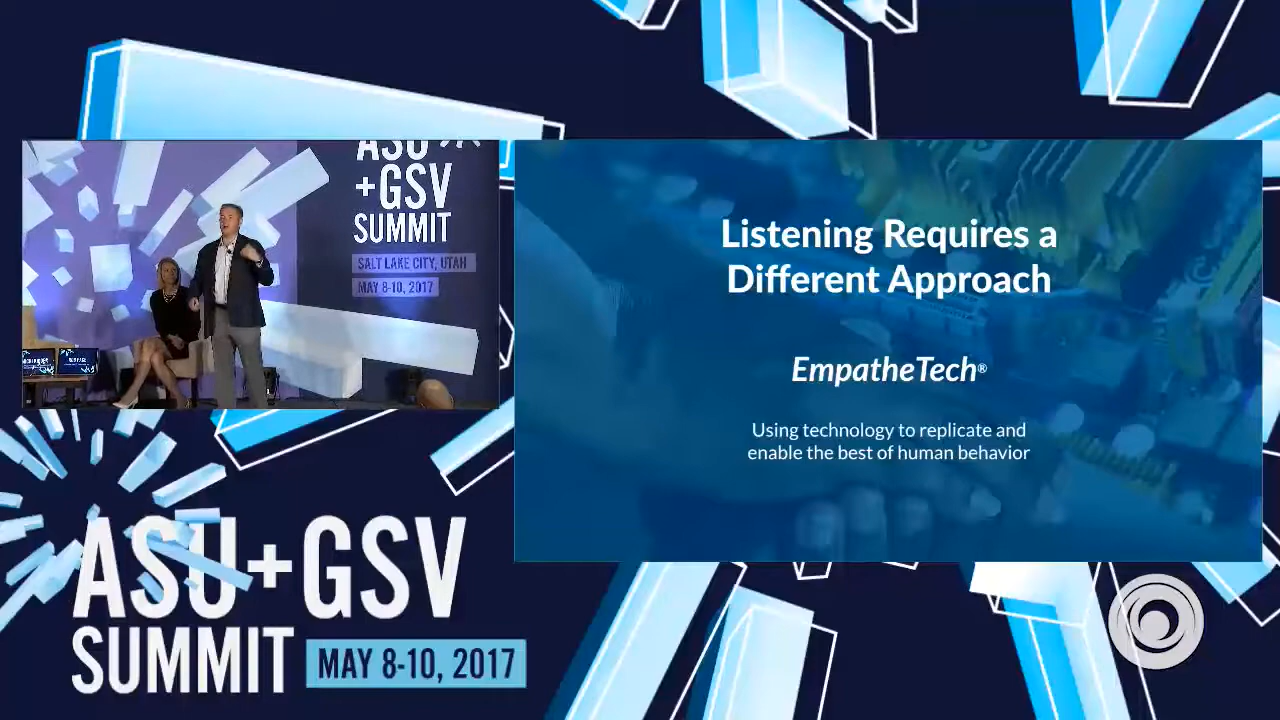 ASU
+GSV
SUMMIT
SALT LAKE CITY, UTAH
MAY 8-10, 2017
Listening Requires a
Different Approach
EmpatheTech®
Using technology to replicate and
enable the best of human behavior
ASU+GSV
SUMMIT MAY 8-10, 2017